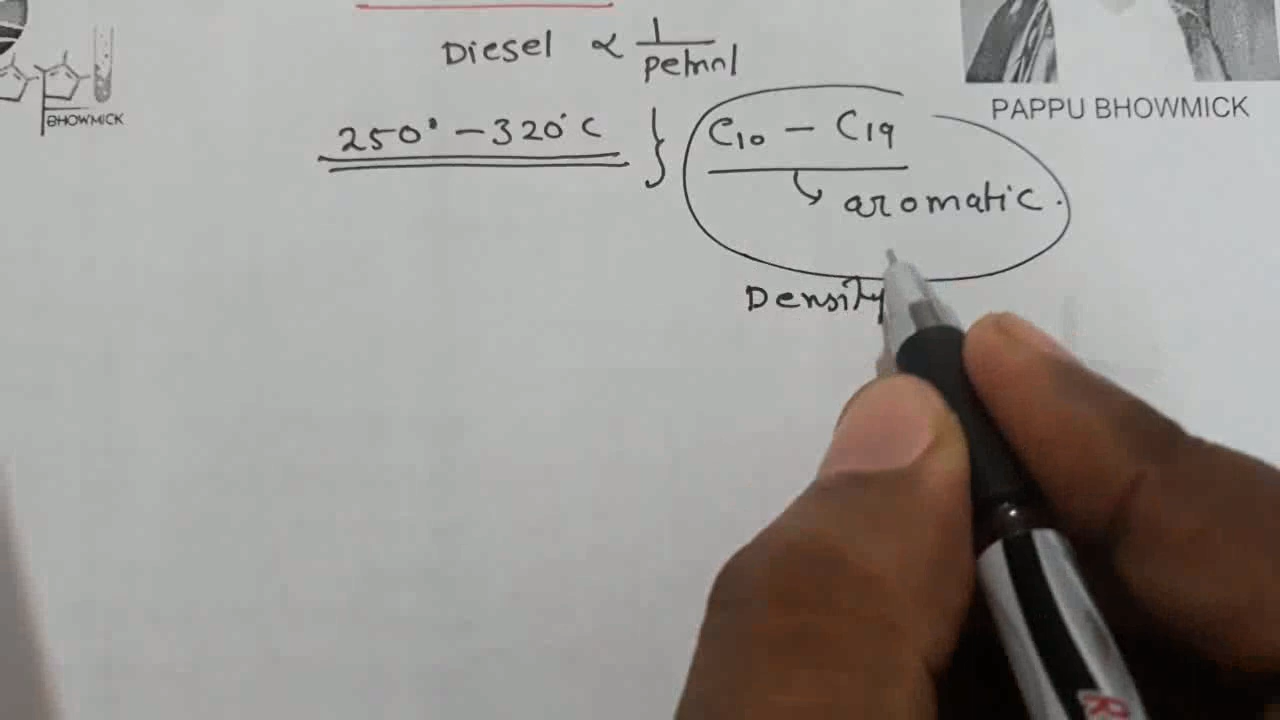 Diesel ∝ 1/petrol
BHOWMICK
PAPPU BHOWMICK
250° - 320°C } C10 - C19
aromatic.
Density